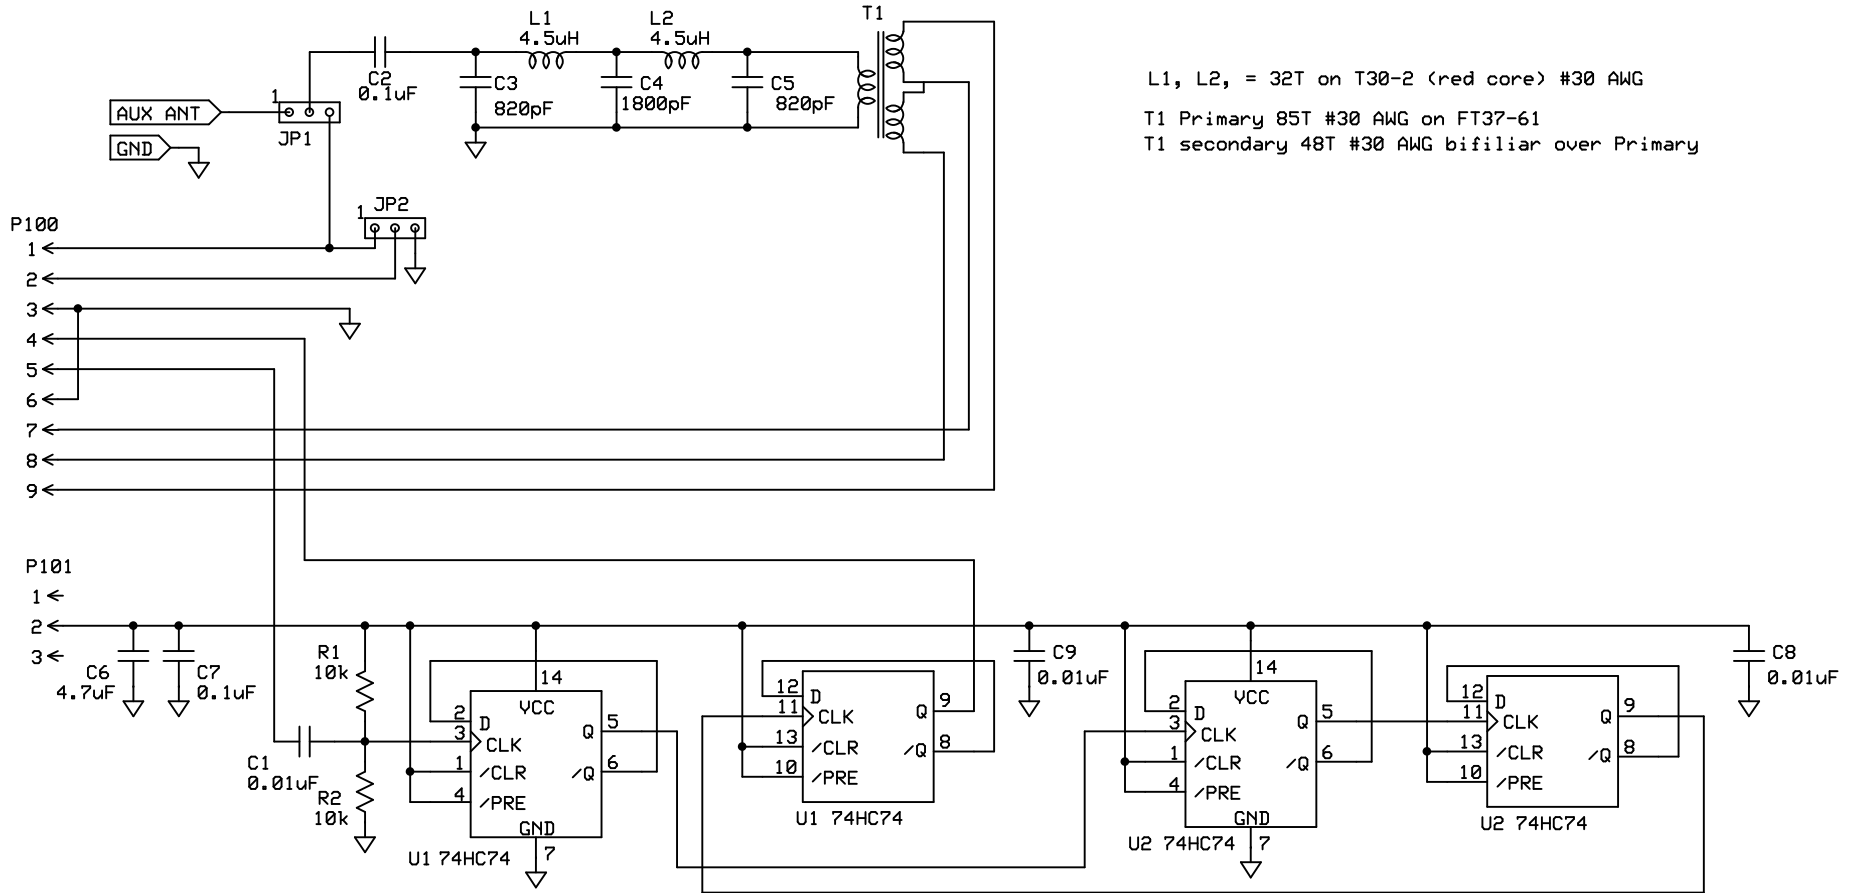 L1
4.5uH
L2
4.5uH
T1
C2
0.1uF
C3
820pF
C4
1800pF
C5
820pF
L1, L2, = 32T on T30-2 (red core) #30 AWG
T1 Primary 85T #30 AWG on FT37-61
T1 secondary 48T #30 AWG bifiliar over Primary
AUX ANT
1
JP1
GND
JP2
1
P100
1
2
3
4
5
6
7
8
9
P101
1
2
3
C6
4.7uF
C7
0.1uF
R1
10k
C1
0.01uF
R2
10k
14
VCC
2
D
3
CLK
1
/CLR
4
/PRE
Q
5
/Q
6
GND
7
U1 74HC74
12
D
11
CLK
13
/CLR
10
/PRE
Q
9
/Q
8
U1 74HC74
C9
0.01uF
14
VCC
2
D
3
CLK
1
/CLR
4
/PRE
Q
5
/Q
6
GND
7
U2 74HC74
12
D
11
CLK
13
/CLR
10
/PRE
Q
9
/Q
8
U2 74HC74
C8
0.01uF